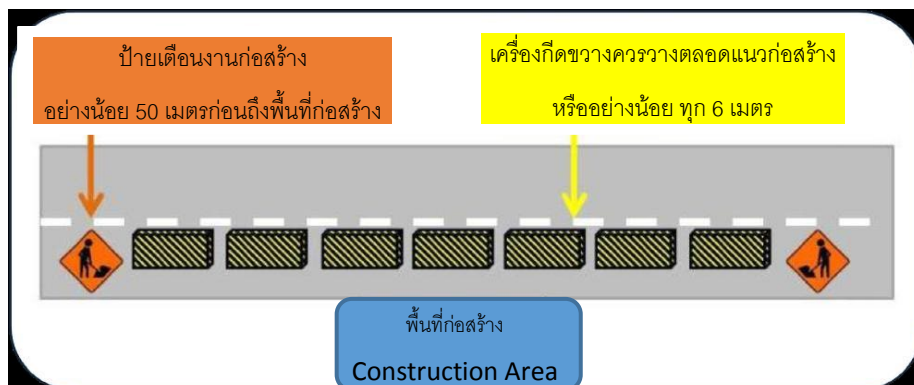 ป้ายเตือนงานก่อสร้าง
อย่างน้อย 50 เมตรก่อนถึงพื้นที่ก่อสร้าง
เครื่องกีดขวางควรวางตลอดแนวก่อสร้าง
หรืออย่างน้อย ทุก 6 เมตร
พื้นที่ก่อสร้าง
Construction Area